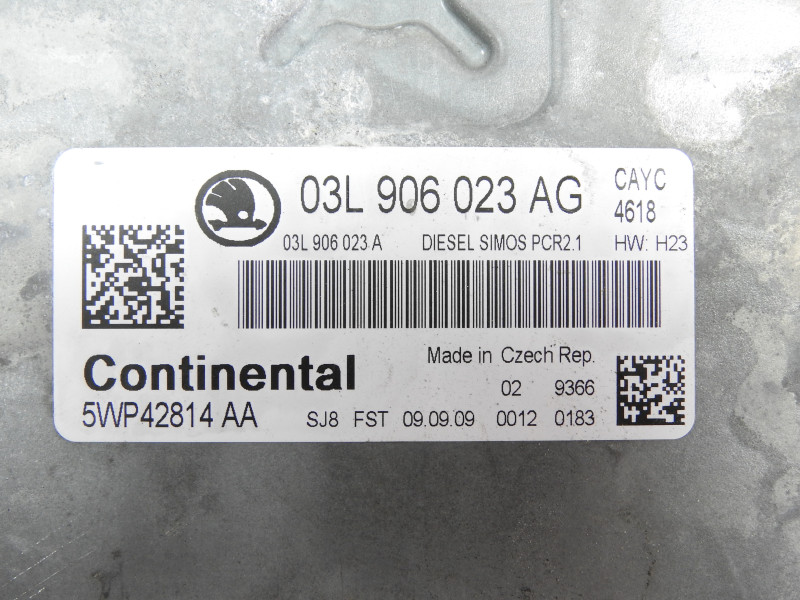 03L 906 023 AG
CAYC
4618
03L 906 023 A DIESEL SIMOS PCR2.1 HW: H23
Continental
Made in Czech Rep.
02 9366
5WP42814 AA SJ8 FST 09.09.09 0012 0183